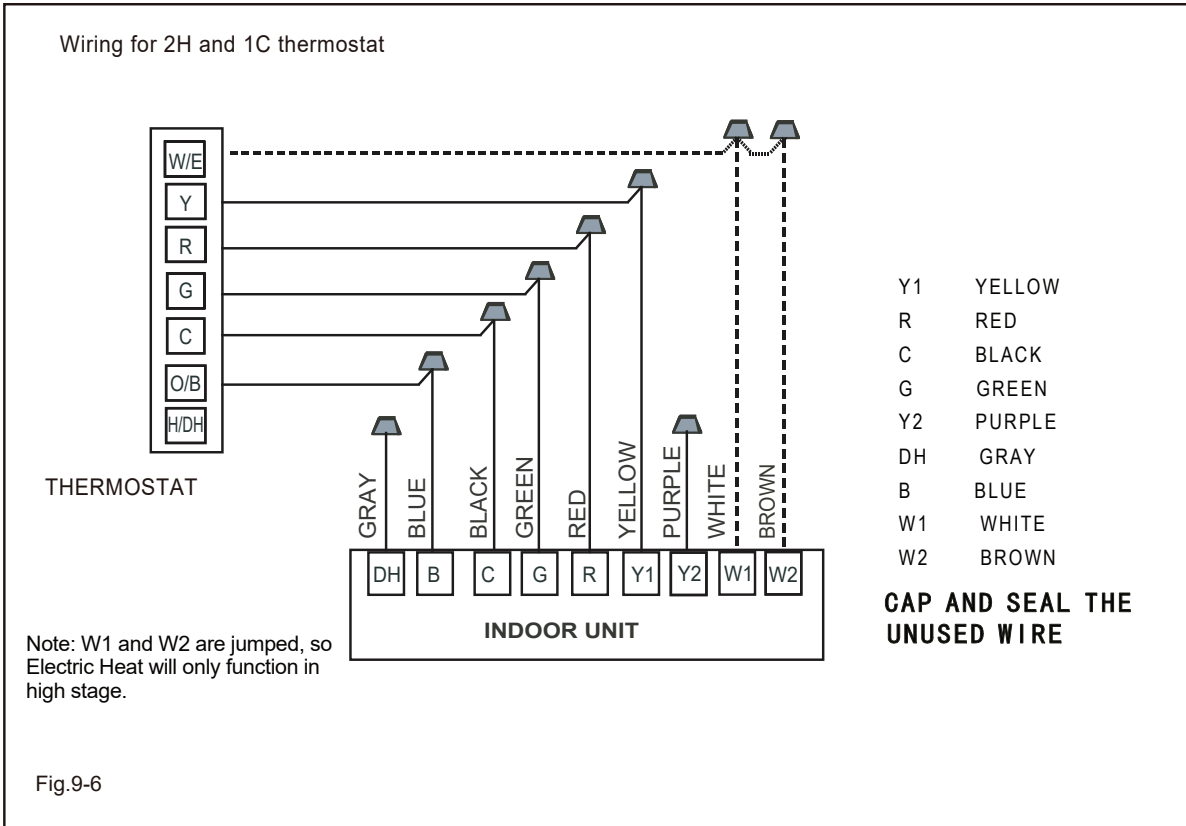 Wiring for 2H and 1C thermostat
W/E
Y
R
G
C
O/B
H/DH
THERMOSTAT
GRAY
BLUE
BLACK
GREEN
RED
YELLOW
PURPLE
WHITE
BROWN
DH B C G R Y1 Y2 W1 W2
INDOOR UNIT
Y1 YELLOW
R RED
C BLACK
G GREEN
Y2 PURPLE
DH GRAY
B BLUE
W1 WHITE
W2 BROWN
CAP AND SEAL THE
UNUSED WIRE
Note: W1 and W2 are jumped, so
Electric Heat will only function in
high stage.
Fig.9-6